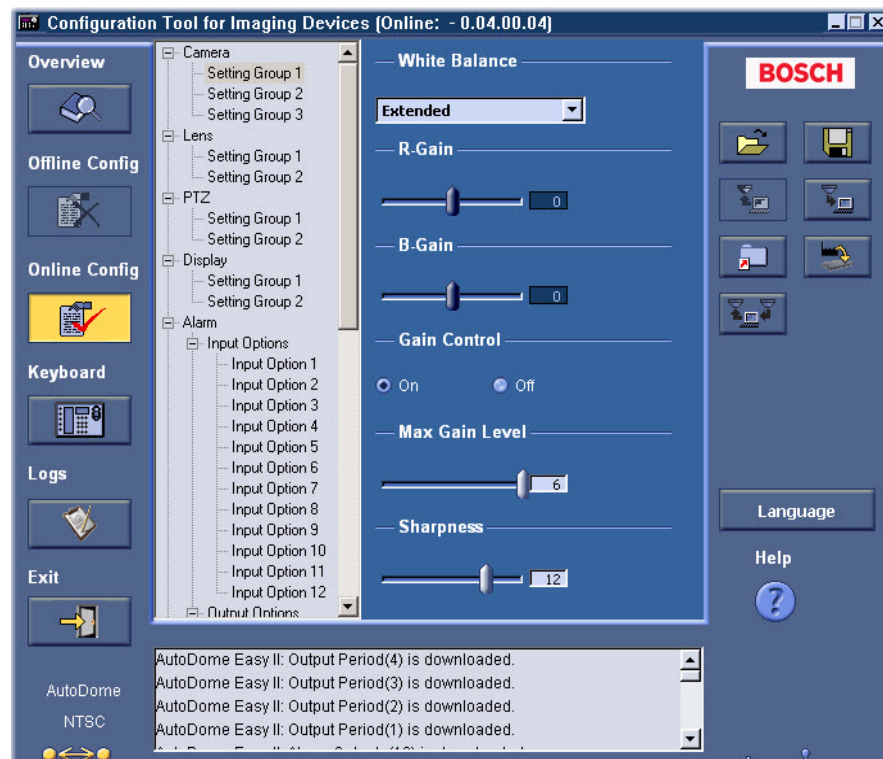 Configuration Tool for Imaging Devices (Online: - 0.04.00.04)
Overview
Offline Config
Online Config
Keyboard
Logs
Exit
AutoDome
NTSC
Camera
Setting Group 1
Setting Group 2
Setting Group 3
Lens
Setting Group 1
Setting Group 2
PTZ
Setting Group 1
Setting Group 2
Display
Setting Group 1
Setting Group 2
Alarm
Input Options
Input Option 1
Input Option 2
Input Option 3
Input Option 4
Input Option 5
Input Option 6
Input Option 7
Input Option 8
Input Option 9
Input Option 10
Input Option 11
Input Option 12
Output Options
White Balance
Extended
R-Gain
0
B-Gain
0
Gain Control
On Off
Max Gain Level
6
Sharpness
12
BOSCH
Language
Help
?
AutoDome Easy II: Output Period(4) is downloaded.
AutoDome Easy II: Output Period(3) is downloaded.
AutoDome Easy II: Output Period(2) is downloaded.
AutoDome Easy II: Output Period(1) is downloaded.